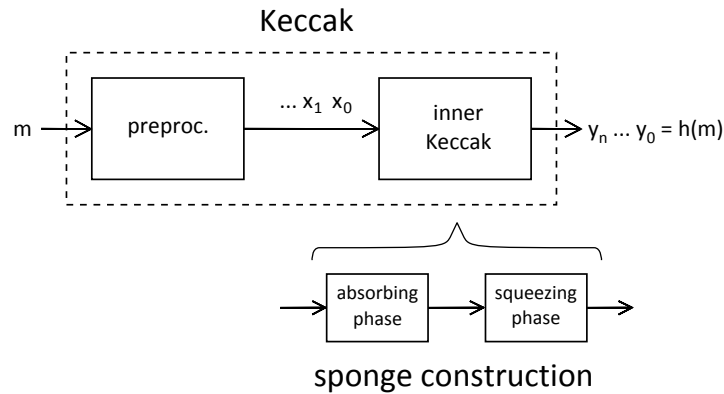 Keccak
m
preproc.
... x₁ x₀
inner
Keccak
yₙ ... y₀ = h(m)
absorbing
phase
squeezing
phase
sponge construction